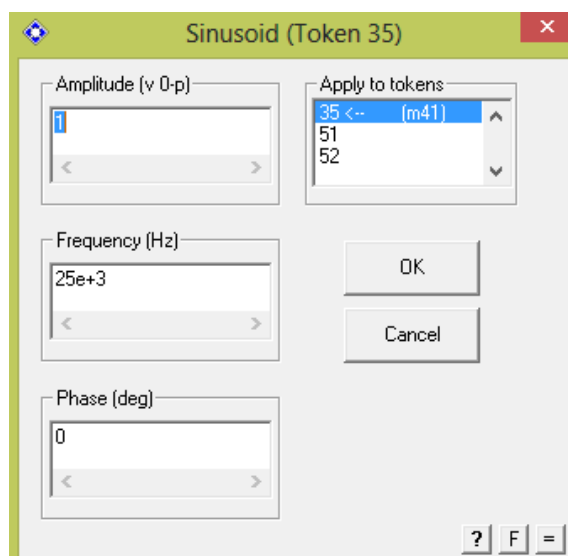 Sinusoid (Token 35)
Amplitude (v 0-p)
1
Apply to tokens
35 <-- (m41)
51
52
Frequency (Hz)
25e+3
OK
Cancel
Phase (deg)
0
? F =